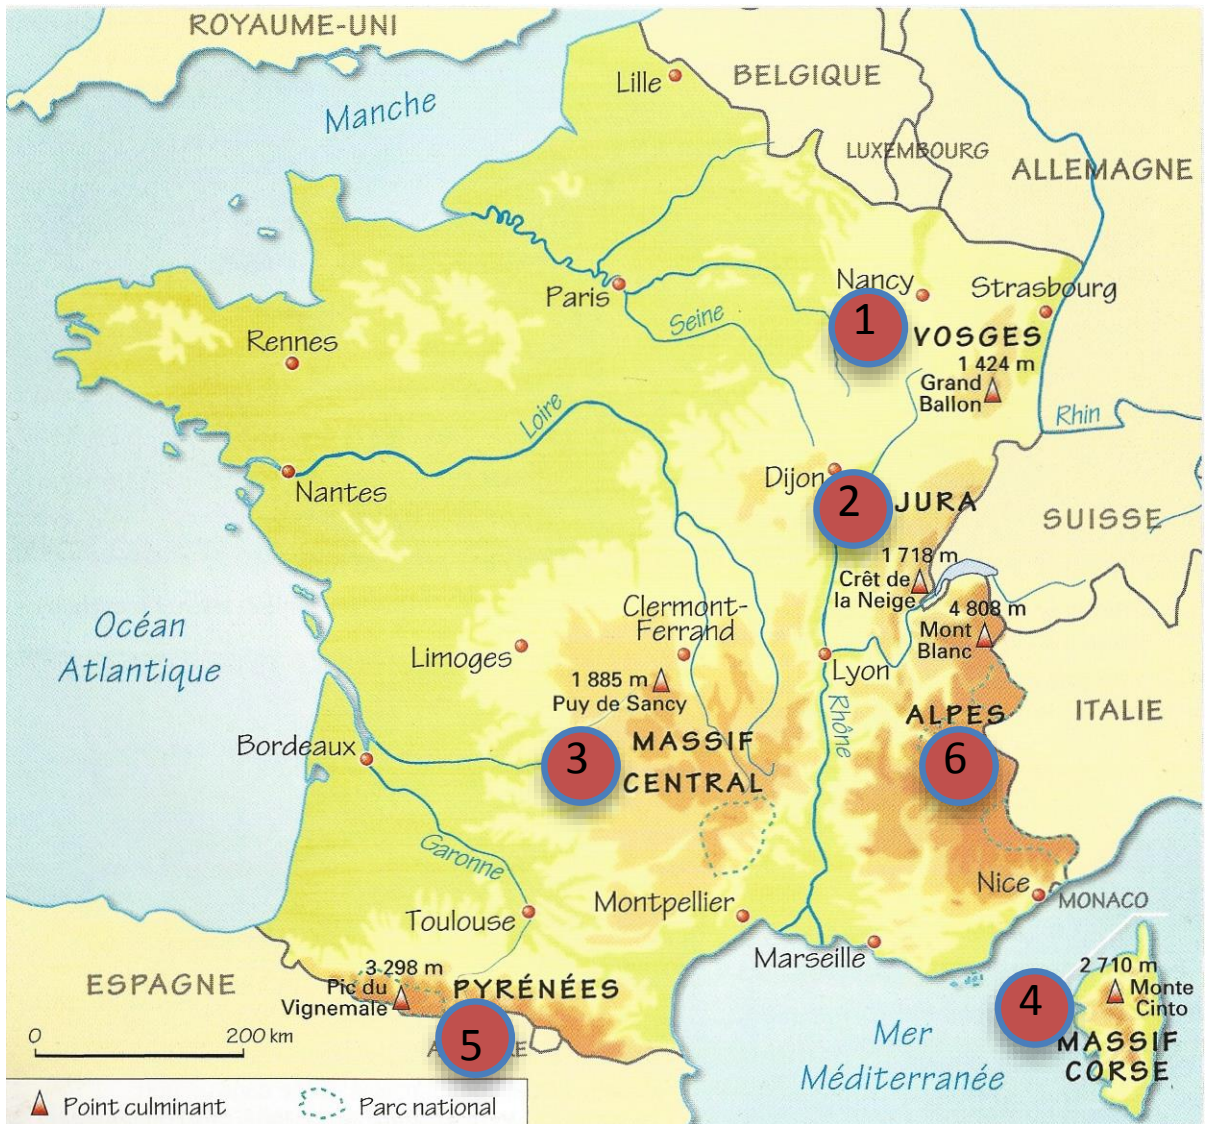 ROYAUME-UNI
Manche
Lille
BELGIQUE
LUXEMBOURG
ALLEMAGNE
Paris
Seine
Nancy
Strasbourg
1
VOSGES
1 424 m
Grand
Ballon
Rennes
Loire
Rhin
Nantes
Dijon
2
JURA
SUISSE
1 718 m
Crêt de
la Neige
4 808 m
Mont
Blanc
Océan
Atlantique
Clermont-
Ferrand
Limoges
1 885 m
Puy de Sancy
Lyon
Rhône
ALPES
ITALIE
Bordeaux
3
MASSIF
CENTRAL
6
Garonne
Nice
MONACO
Toulouse
Montpellier
Marseille
ESPAGNE
3 298 m
Pic du
Vignemale
PYRÉNÉES
5
4
2 710 m
Monte
Cinto
MASSIF
CORSE
Mer
Méditerranée
0 200 km
Point culminant
Parc national